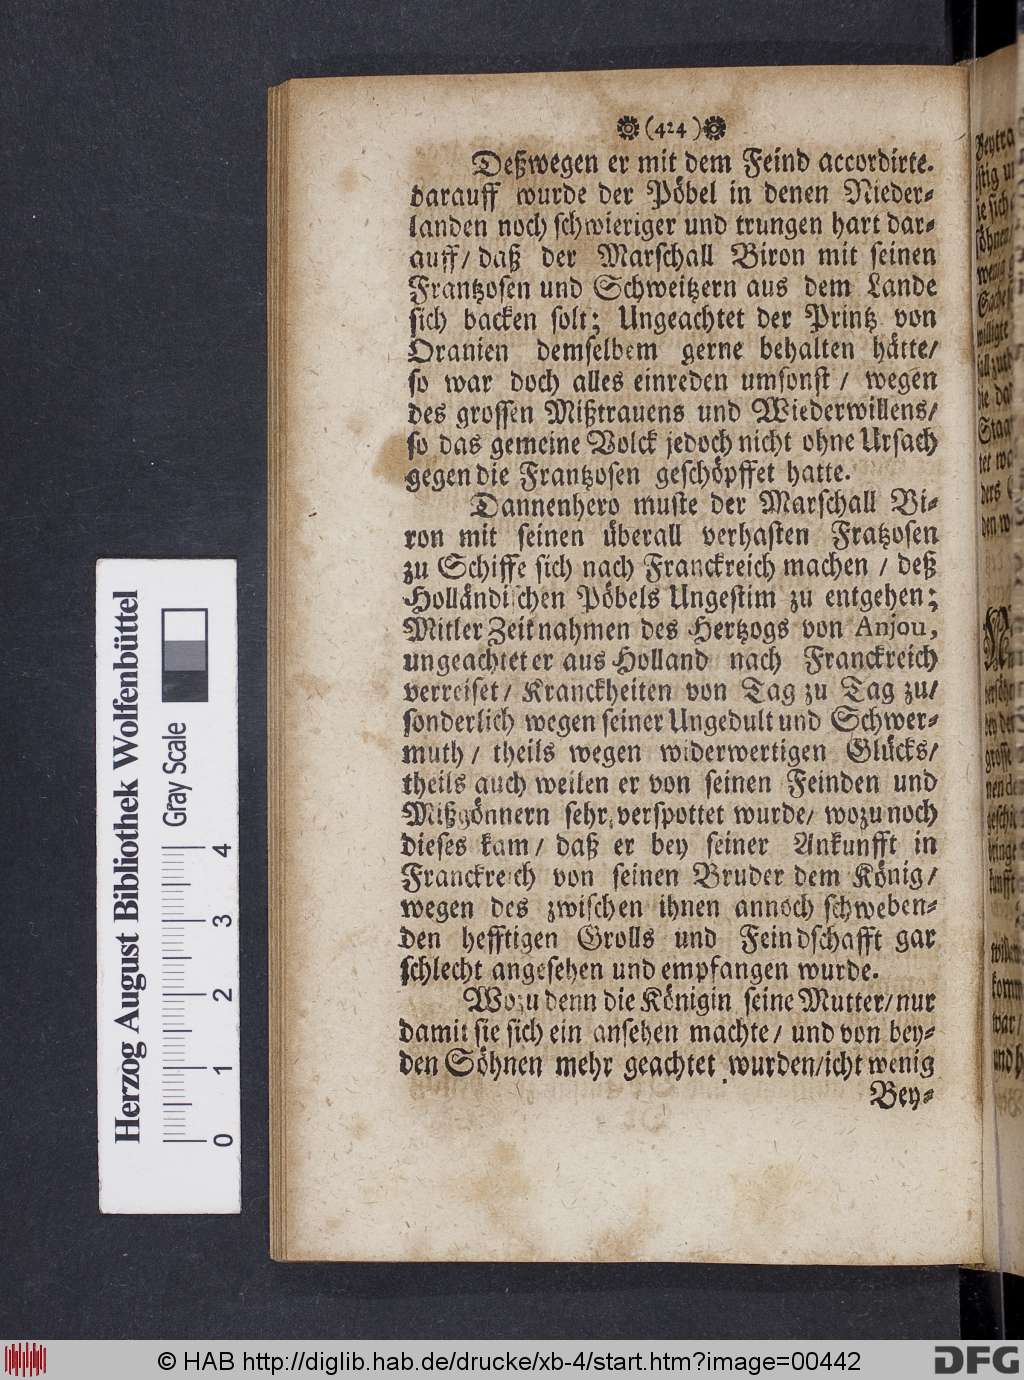 (424)
Deßwegen er mit dem Feind accordirte.
darauff wurde der Pöbel in denen Nieder-
landen noch schwieriger und trungen hart dar-
auff/ daß der Marschall Biron mit seinen
Frantzosen und Schweitzern aus dem Lande
sich backen solt; Ungeachtet der Printz von
Oranien demselbem gerne behalten hätte/
so war doch alles einreden umsonst / wegen
des grossen Mißtrauens und Wiederwillens/
so das gemeine Volck jedoch nicht ohne Ursach
gegen die Frantzosen geschöpffet hatte.
Dannenhero muste der Marschall Bi-
ron mit seinen überall verhasten Fratzosen
zu Schiffe sich nach Franckreich machen / deß
Holländischen Pöbels Ungestim zu entgehen;
Mitler Zeit nahmen des Hertzogs von Anjou,
ungeachtet er aus Holland nach Franckreich
verreiset/ Kranckheiten von Tag zu Tag zu/
sonderlich wegen seiner Ungedult und Schwer-
muth / theils wegen widerwertigen Glücks/
theils auch weilen er von seinen Feinden und
Mißgönnern sehr verspottet wurde/ wozu noch
dieses kam / daß er bey seiner Ankunfft in
Franckreich von seinen Bruder dem König/
wegen des zwischen ihnen annoch schweben-
den hefftigen Grolls und Feindschafft gar
schlecht angesehen und empfangen wurde.
Wozu denn die Königin seine Mutter/ nur
damit sie sich ein ansehen machte/ und von bey-
den Söhnen mehr geachtet wurden/icht wenig
Bey-
Herzog August Bibliothek Wolfenbüttel
Gray Scale
0 1 2 3 4
© HAB http://diglib.hab.de/drucke/xb-4/start.htm?image=00442
DFG